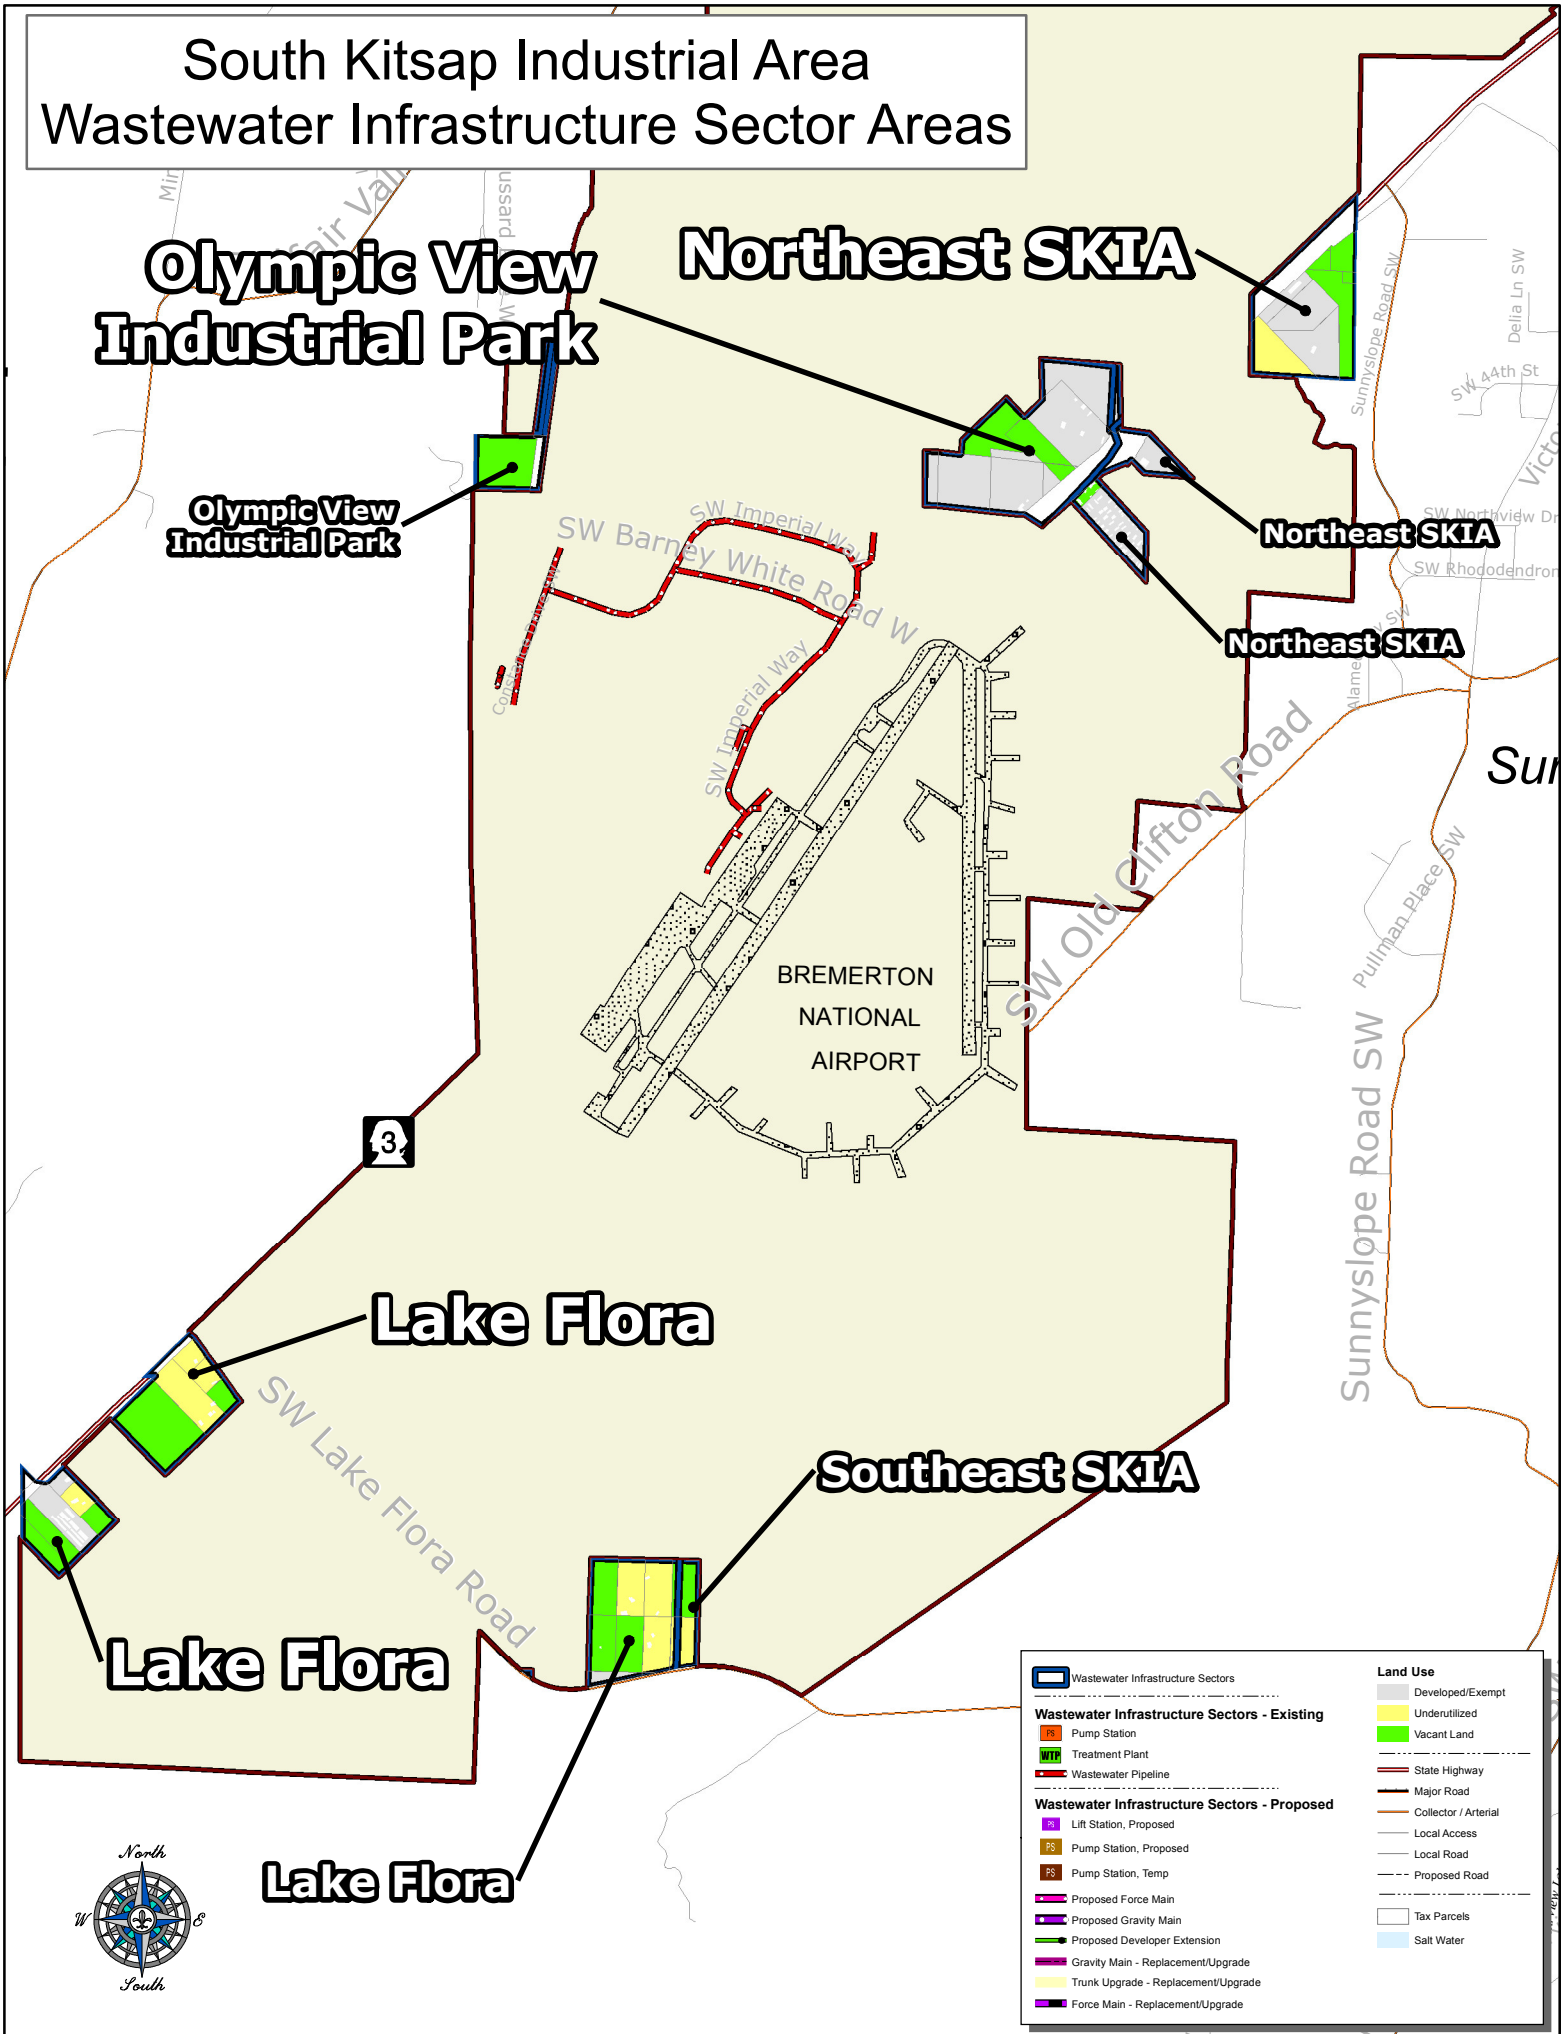 South Kitsap Industrial Area
Wastewater Infrastructure Sector Areas
Olympic View
Industrial Park
Northeast SKIA
Sunnyslope Road SW
Delia Ln SW
SW 44th St
Olympic View
Industrial Park
SW Imperial Way
SW Barney White Road W
Northeast SKIA
SW Northview Dr
SW Rhododendron
Northeast SKIA
SW Imperial Way
SW Old Clifton Road
Pullman Place SW
BREMERTON
NATIONAL
AIRPORT
Sunnyslope Road SW
3
Lake Flora
SW Lake Flora Road
Southeast SKIA
Lake Flora
Lake Flora
North
W
E
South
Wastewater Infrastructure Sectors
Wastewater Infrastructure Sectors - Existing
PS Pump Station
WTP Treatment Plant
Wastewater Pipeline
Wastewater Infrastructure Sectors - Proposed
PS Lift Station, Proposed
PS Pump Station, Proposed
PS Pump Station, Temp
Proposed Force Main
Proposed Gravity Main
Proposed Developer Extension
Gravity Main - Replacement/Upgrade
Trunk Upgrade - Replacement/Upgrade
Force Main - Replacement/Upgrade
Land Use
Developed/Exempt
Underutilized
Vacant Land
State Highway
Major Road
Collector / Arterial
Local Access
Local Road
Proposed Road
Tax Parcels
Salt Water